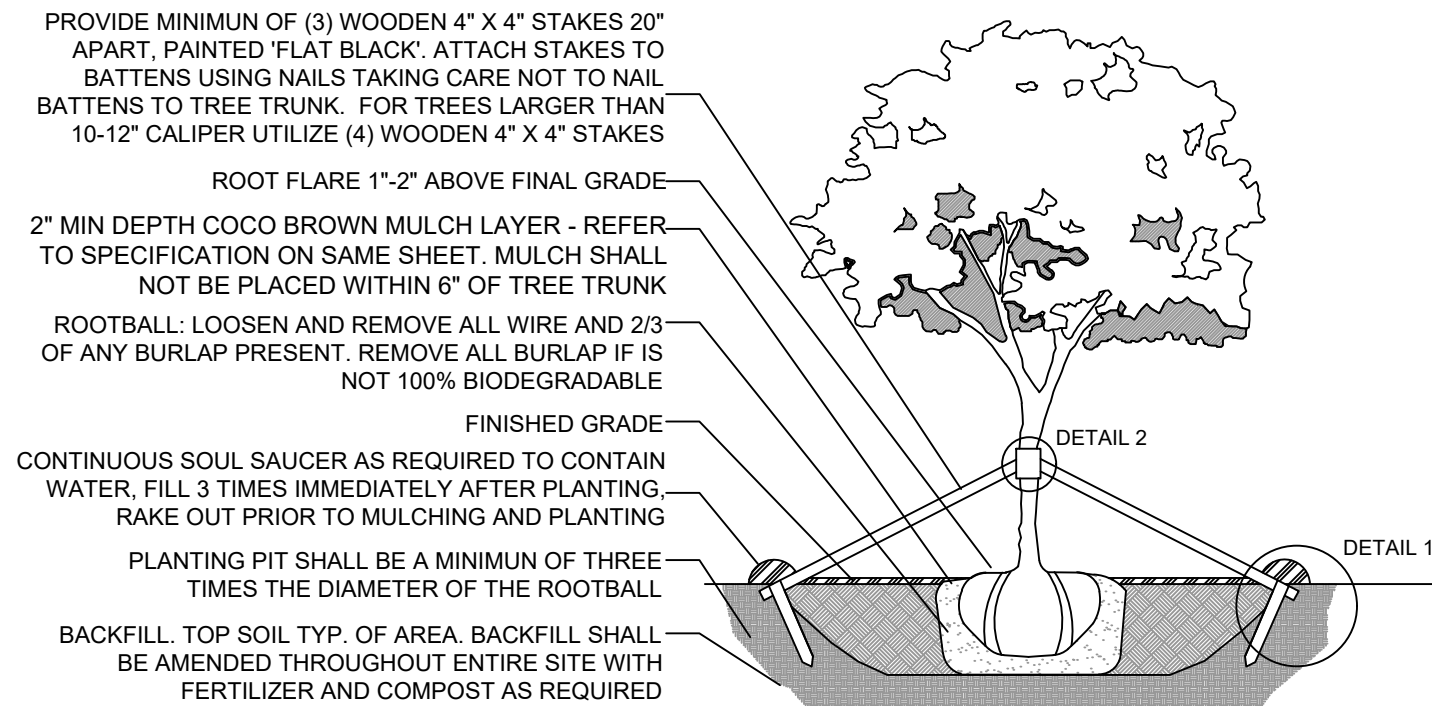 PROVIDE MINIMUN OF (3) WOODEN 4" X 4" STAKES 20"
APART, PAINTED 'FLAT BLACK'. ATTACH STAKES TO
BATTENS USING NAILS TAKING CARE NOT TO NAIL
BATTENS TO TREE TRUNK. FOR TREES LARGER THAN
10-12" CALIPER UTILIZE (4) WOODEN 4" X 4" STAKES
ROOT FLARE 1"-2" ABOVE FINAL GRADE
2" MIN DEPTH COCO BROWN MULCH LAYER - REFER
TO SPECIFICATION ON SAME SHEET. MULCH SHALL
NOT BE PLACED WITHIN 6" OF TREE TRUNK
ROOTBALL: LOOSEN AND REMOVE ALL WIRE AND 2/3
OF ANY BURLAP PRESENT. REMOVE ALL BURLAP IF IS
NOT 100% BIODEGRADABLE
FINISHED GRADE
CONTINUOUS SOUL SAUCER AS REQUIRED TO CONTAIN
WATER, FILL 3 TIMES IMMEDIATELY AFTER PLANTING,
RAKE OUT PRIOR TO MULCHING AND PLANTING
PLANTING PIT SHALL BE A MINIMUN OF THREE
TIMES THE DIAMETER OF THE ROOTBALL
BACKFILL. TOP SOIL TYP. OF AREA. BACKFILL SHALL
BE AMENDED THROUGHOUT ENTIRE SITE WITH
FERTILIZER AND COMPOST AS REQUIRED
DETAIL 2
DETAIL 1